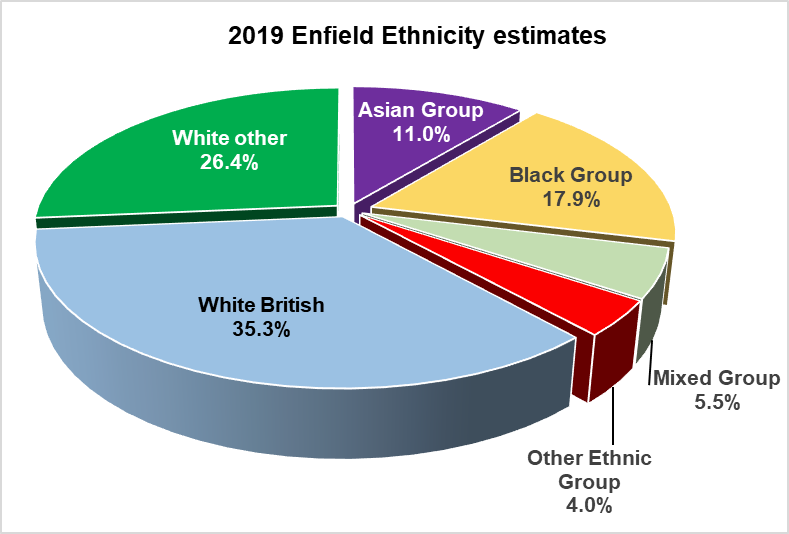 2019 Enfield Ethnicity estimates
Asian Group
11.0%
White other
26.4%
Black Group
17.9%
White British
35.3%
Mixed Group
5.5%
Other Ethnic
Group
4.0%